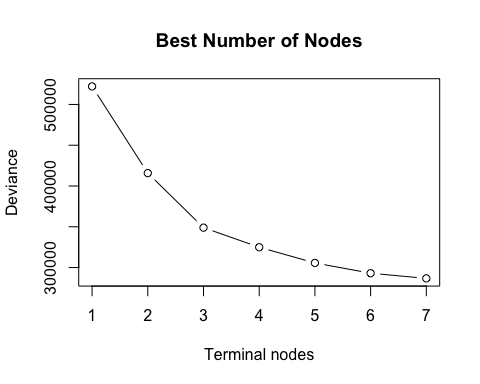 Best Number of Nodes
Deviance
500000
400000
300000
1 2 3 4 5 6 7
Terminal nodes